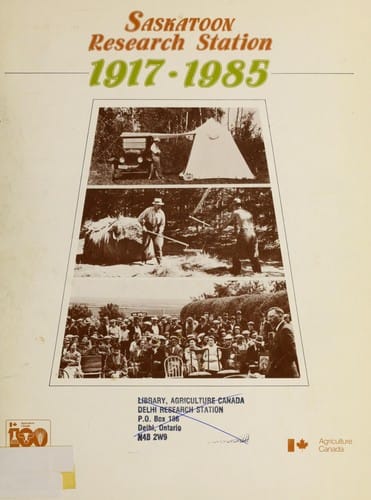 SASKATOON
Research Station
1917 - 1985
LIBRARY, AGRICULTURE CANADA
DELHI RESEARCH STATION
P.O. Box 186
Delhi, Ontario
N4B 2W9
100
Agriculture
Canada